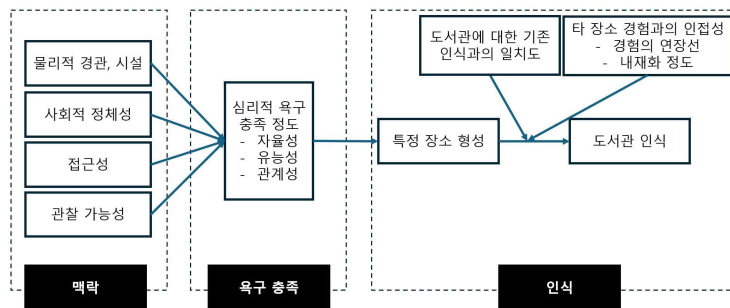 물리적 경관, 시설
사회적 정체성
접근성
관찰 가능성
맥락
심리적 욕구
충족 정도
- 자율성
- 유능성
- 관계성
욕구 충족
도서관에 대한 기존
인식과의 일치도
타 장소 경험과의 인접성
- 경험의 연장선
- 내재화 정도
특정 장소 형성
도서관 인식
인식